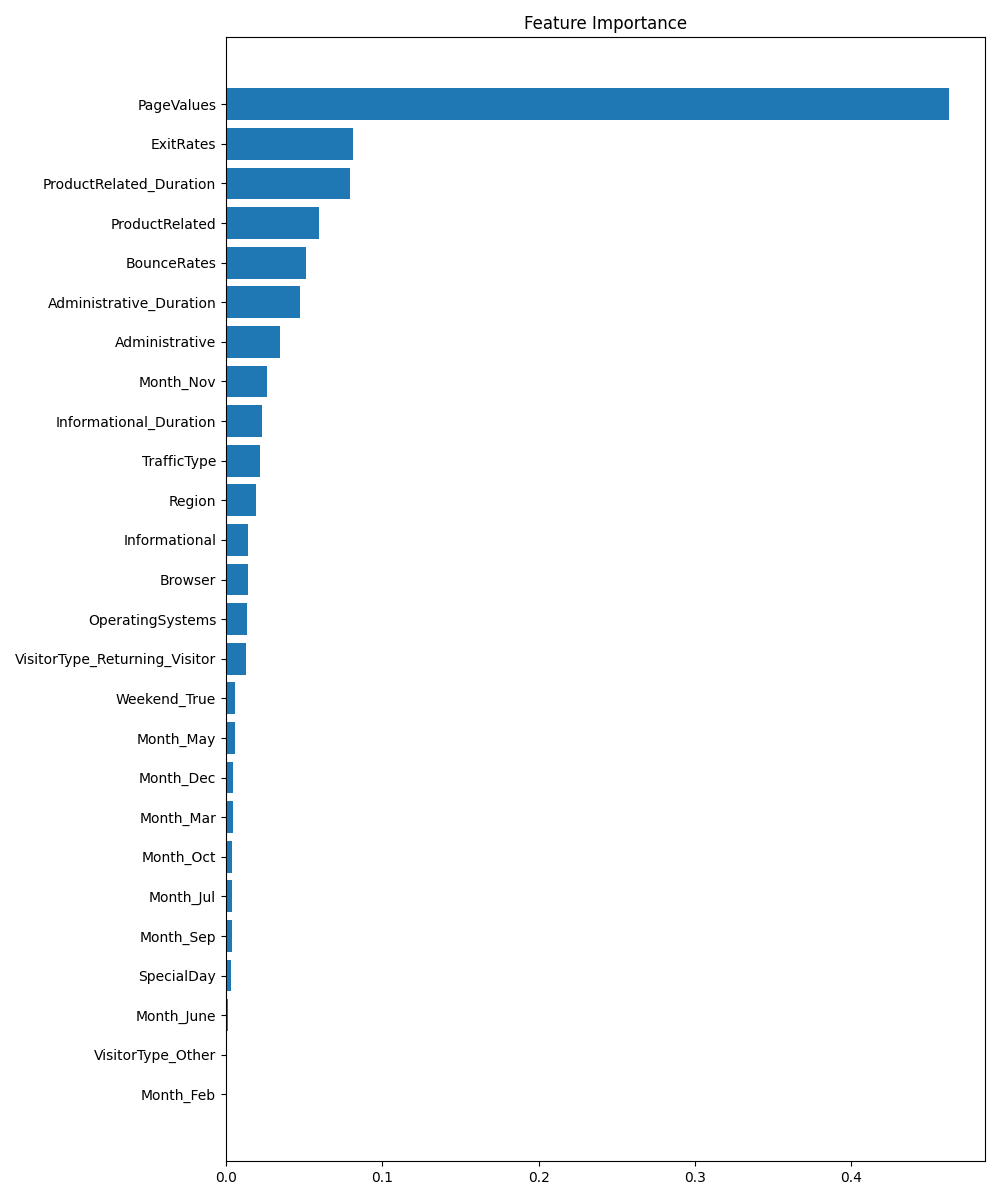 Feature Importance
PageValues
ExitRates
ProductRelated_Duration
ProductRelated
BounceRates
Administrative_Duration
Administrative
Month_Nov
Informational_Duration
TrafficType
Region
Informational
Browser
OperatingSystems
VisitorType_Returning_Visitor
Weekend_True
Month_May
Month_Dec
Month_Mar
Month_Oct
Month_Jul
Month_Sep
SpecialDay
Month_June
VisitorType_Other
Month_Feb
0.0 0.1 0.2 0.3 0.4